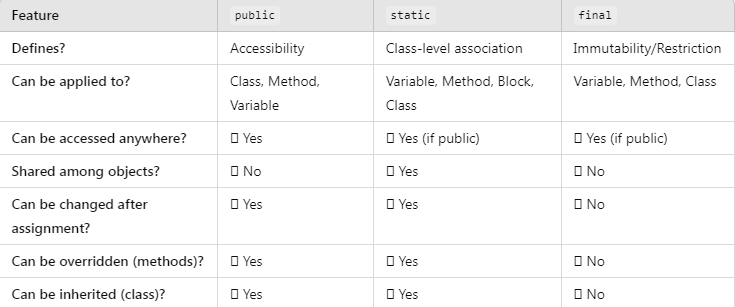 Feature public static final
Defines? Accessibility Class-level association Immutability/Restriction
Can be applied to? Class, Method, Variable, Method, Block, Variable, Method, Class
Variable Class
Can be accessed anywhere? Yes Yes (if public) Yes (if public)
Shared among objects? No Yes No
Can be changed after Yes Yes No
assignment?
Can be overridden (methods)? Yes Yes No
Can be inherited (class)? Yes Yes No